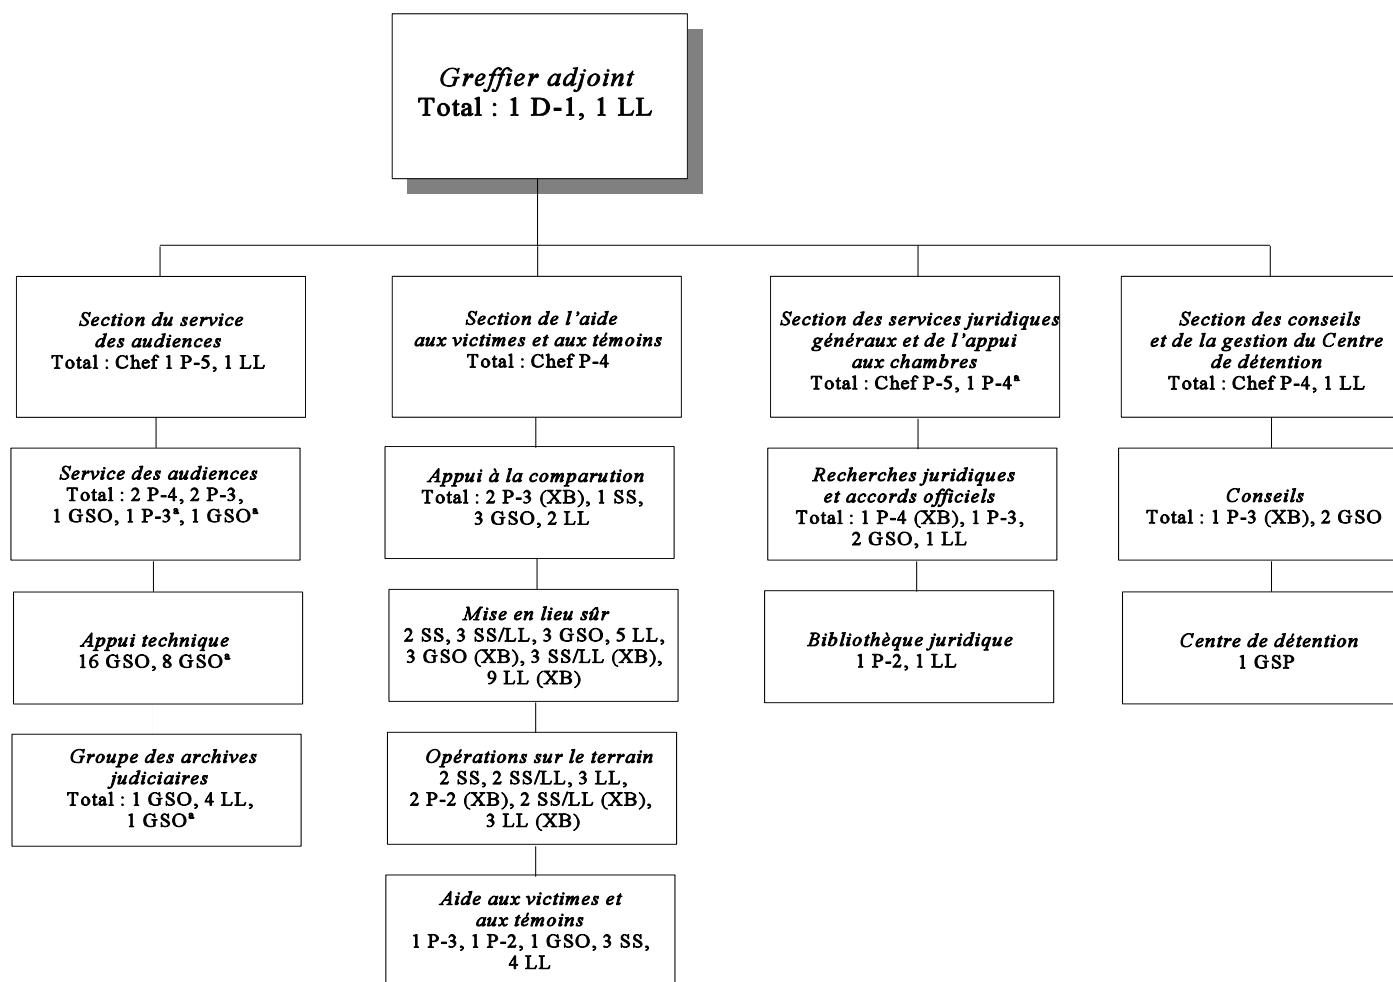 Greffier adjoint
Total : 1 D-1, 1 LL
Section du service
des audiences
Total : Chef 1 P-5, 1 LL
Service des audiences
Total : 2 P-4, 2 P-3,
1 GSO, 1 P-3ª, 1 GSOª
Appui technique
16 GSO, 8 GSOª
Groupe des archives
judiciaires
Total : 1 GSO, 4 LL,
1 GSOª
Section de l'aide
aux victimes et aux témoins
Total : Chef P-4
Appui à la comparution
Total : 2 P-3 (XB), 1 SS,
3 GSO, 2 LL
Mise en lieu sûr
2 SS, 3 SS/LL, 3 GSO, 5 LL,
3 GSO (XB), 3 SS/LL (XB),
9 LL (XB)
Opérations sur le terrain
2 SS, 2 SS/LL, 3 LL,
2 P-2 (XB), 2 SS/LL (XB),
3 LL (XB)
Aide aux victimes et
aux témoins
1 P-3, 1 P-2, 1 GSO, 3 SS,
4 LL
Section des services juridiques
généraux et de l'appui
aux chambres
Total : Chef P-5, 1 P-4ª
Recherches juridiques
et accords officiels
Total : 1 P-4 (XB), 1 P-3,
2 GSO, 1 LL
Bibliothèque juridique
1 P-2, 1 LL
Section des conseils
et de la gestion du Centre
de détention
Total : Chef P-4, 1 LL
Conseils
Total : 1 P-3 (XB), 2 GSO
Centre de détention
1 GSP